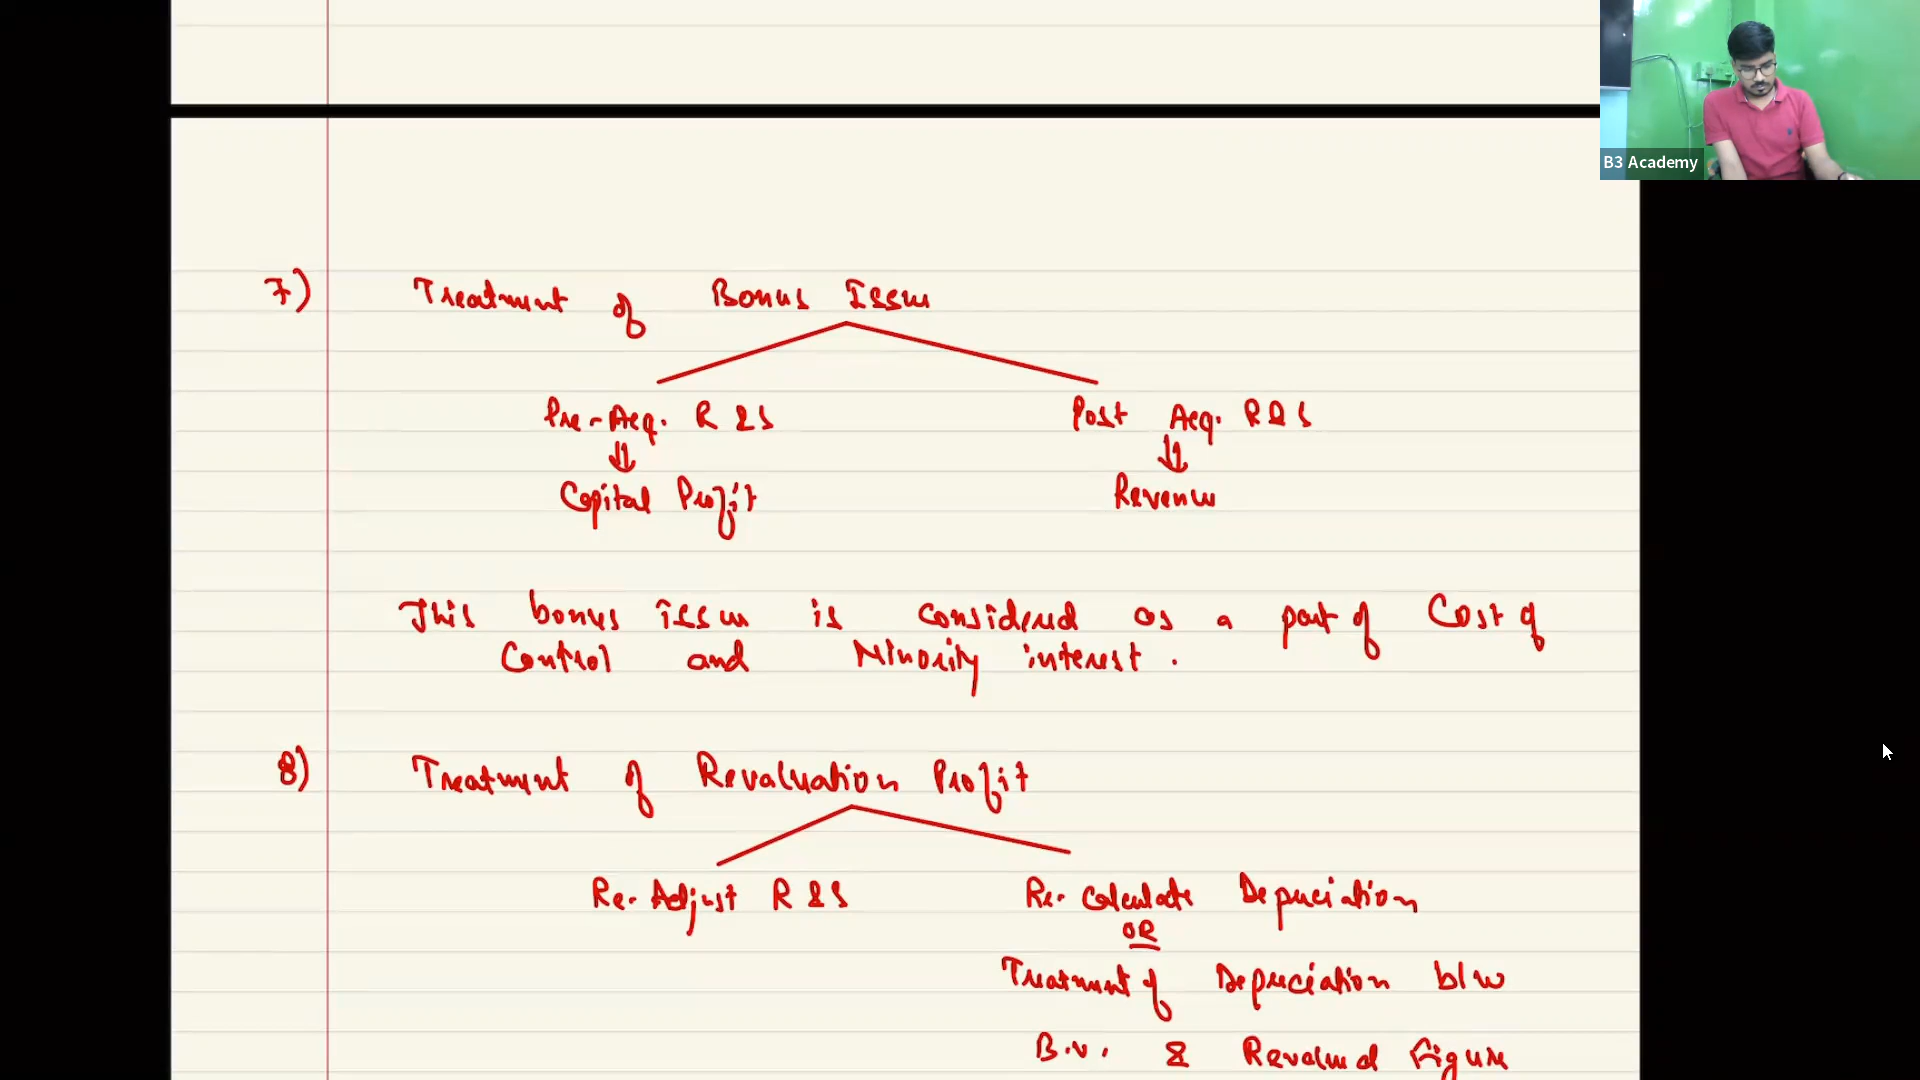 B3 Academy
7) Treatment of Bonus Issue
Pre-Acq. R & S Post Acq. R & S
Capital Profit Revenue
This bonus issue is considered as a part of Cost of
Control and Minority interest.
8) Treatment of Revaluation Profit
Re-Adjust R & S Re-calculate Depreciation
OR
Treatment of Depreciation b/w
B.V. & Revalued Figure